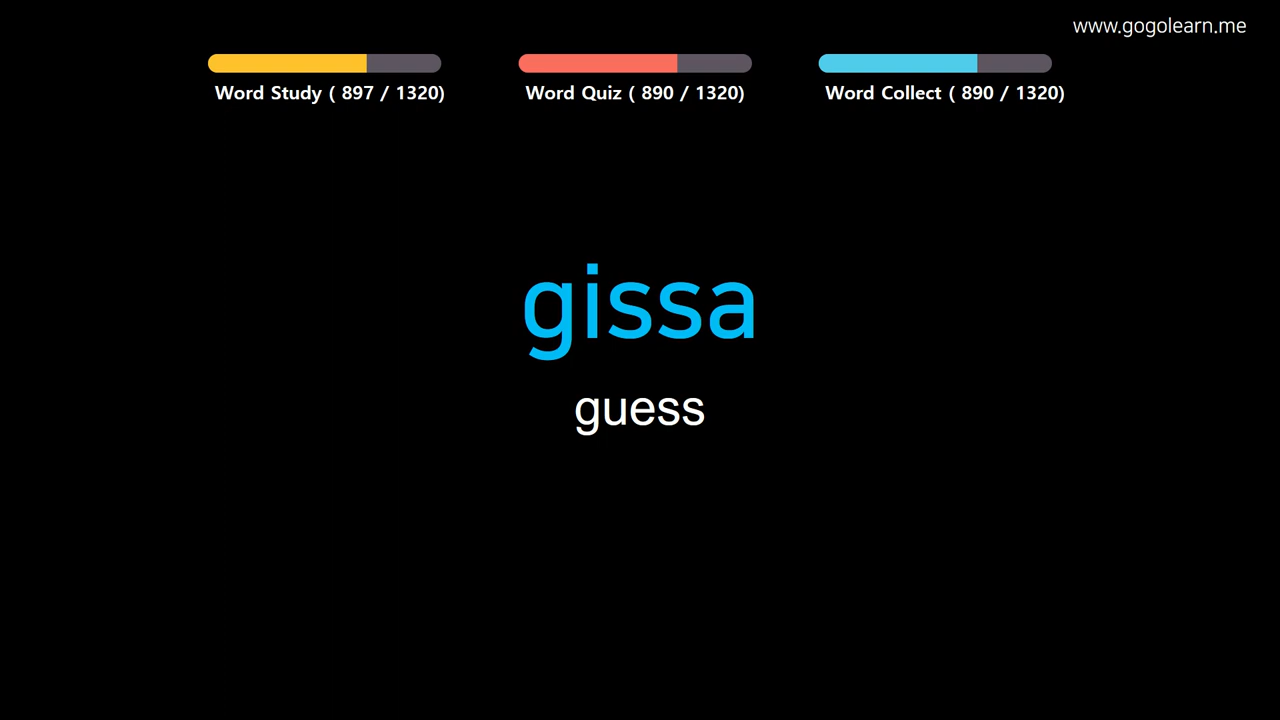 www.gogolearn.me
Word Study ( 897 / 1320)
Word Quiz ( 890 / 1320)
Word Collect ( 890 / 1320)
gissa
guess